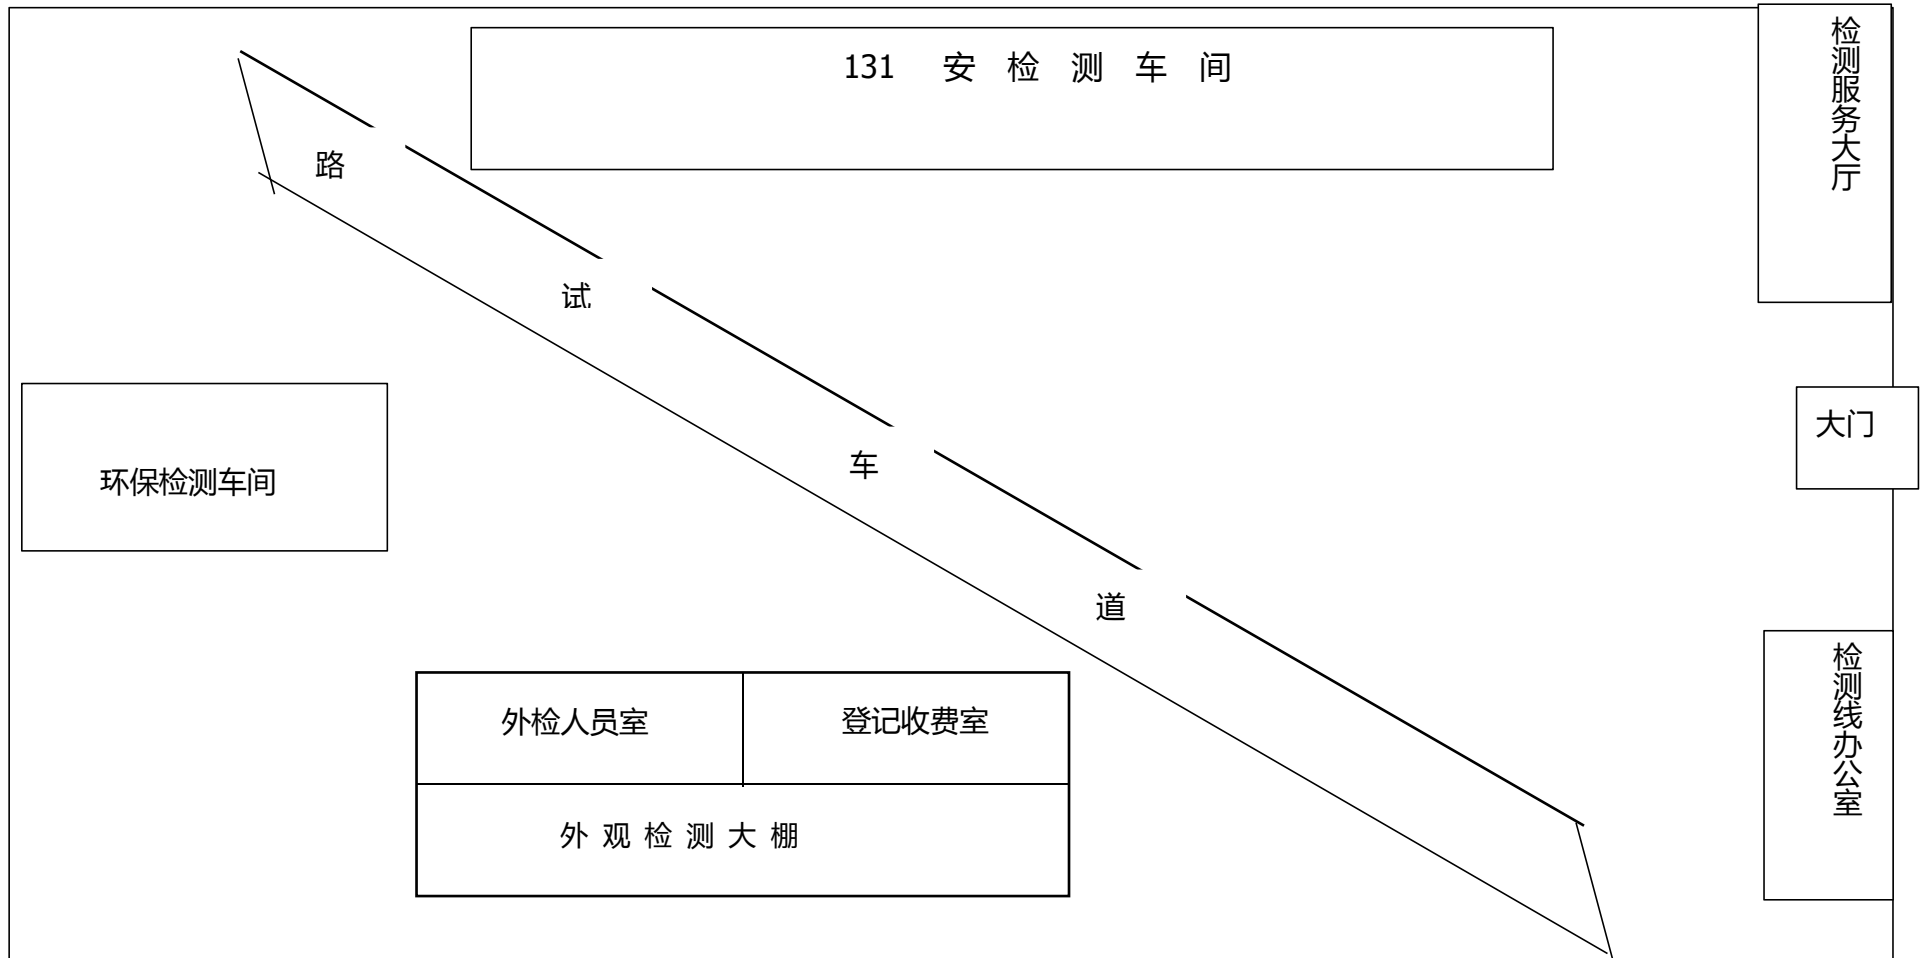 131 安检测车间
检测服务大厅
路
试
车
道
大门
环保检测车间
外检人员室
登记收费室
外观检测大棚
检测线办公室